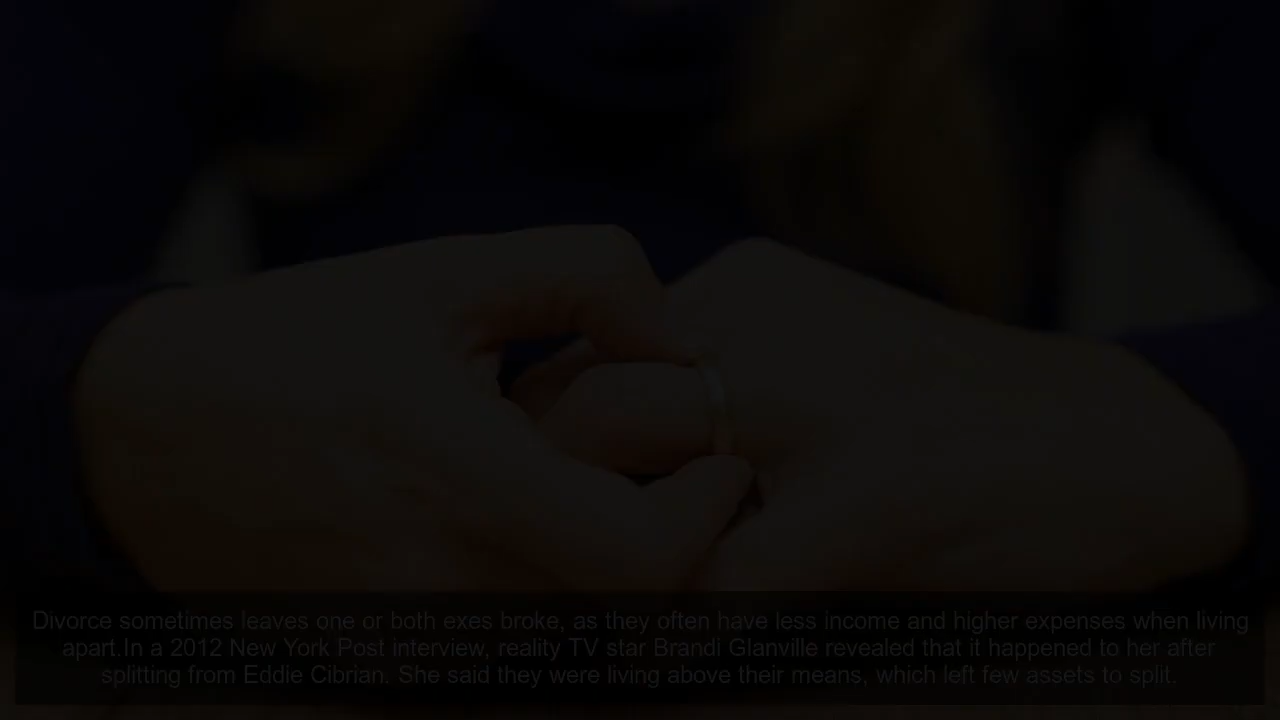 Divorce sometimes leaves one or both exes broke, as they often have less income and higher expenses when living
apart.In a 2012 New York Post interview, reality TV star Brandi Glanville revealed that it happened to her after
splitting from Eddie Cibrian. She said they were living above their means, which left few assets to split.